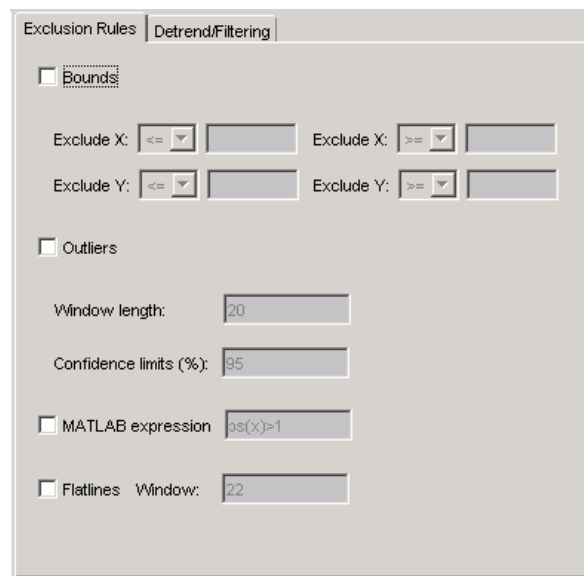 Exclusion Rules Detrend/Filtering
Bounds
Exclude X: <= Exclude X: >=
Exclude Y: <= Exclude Y: >=
Outliers
Window length: 20
Confidence limits (%): 95
MATLAB expression bs(x)>1
Flatlines Window: 22